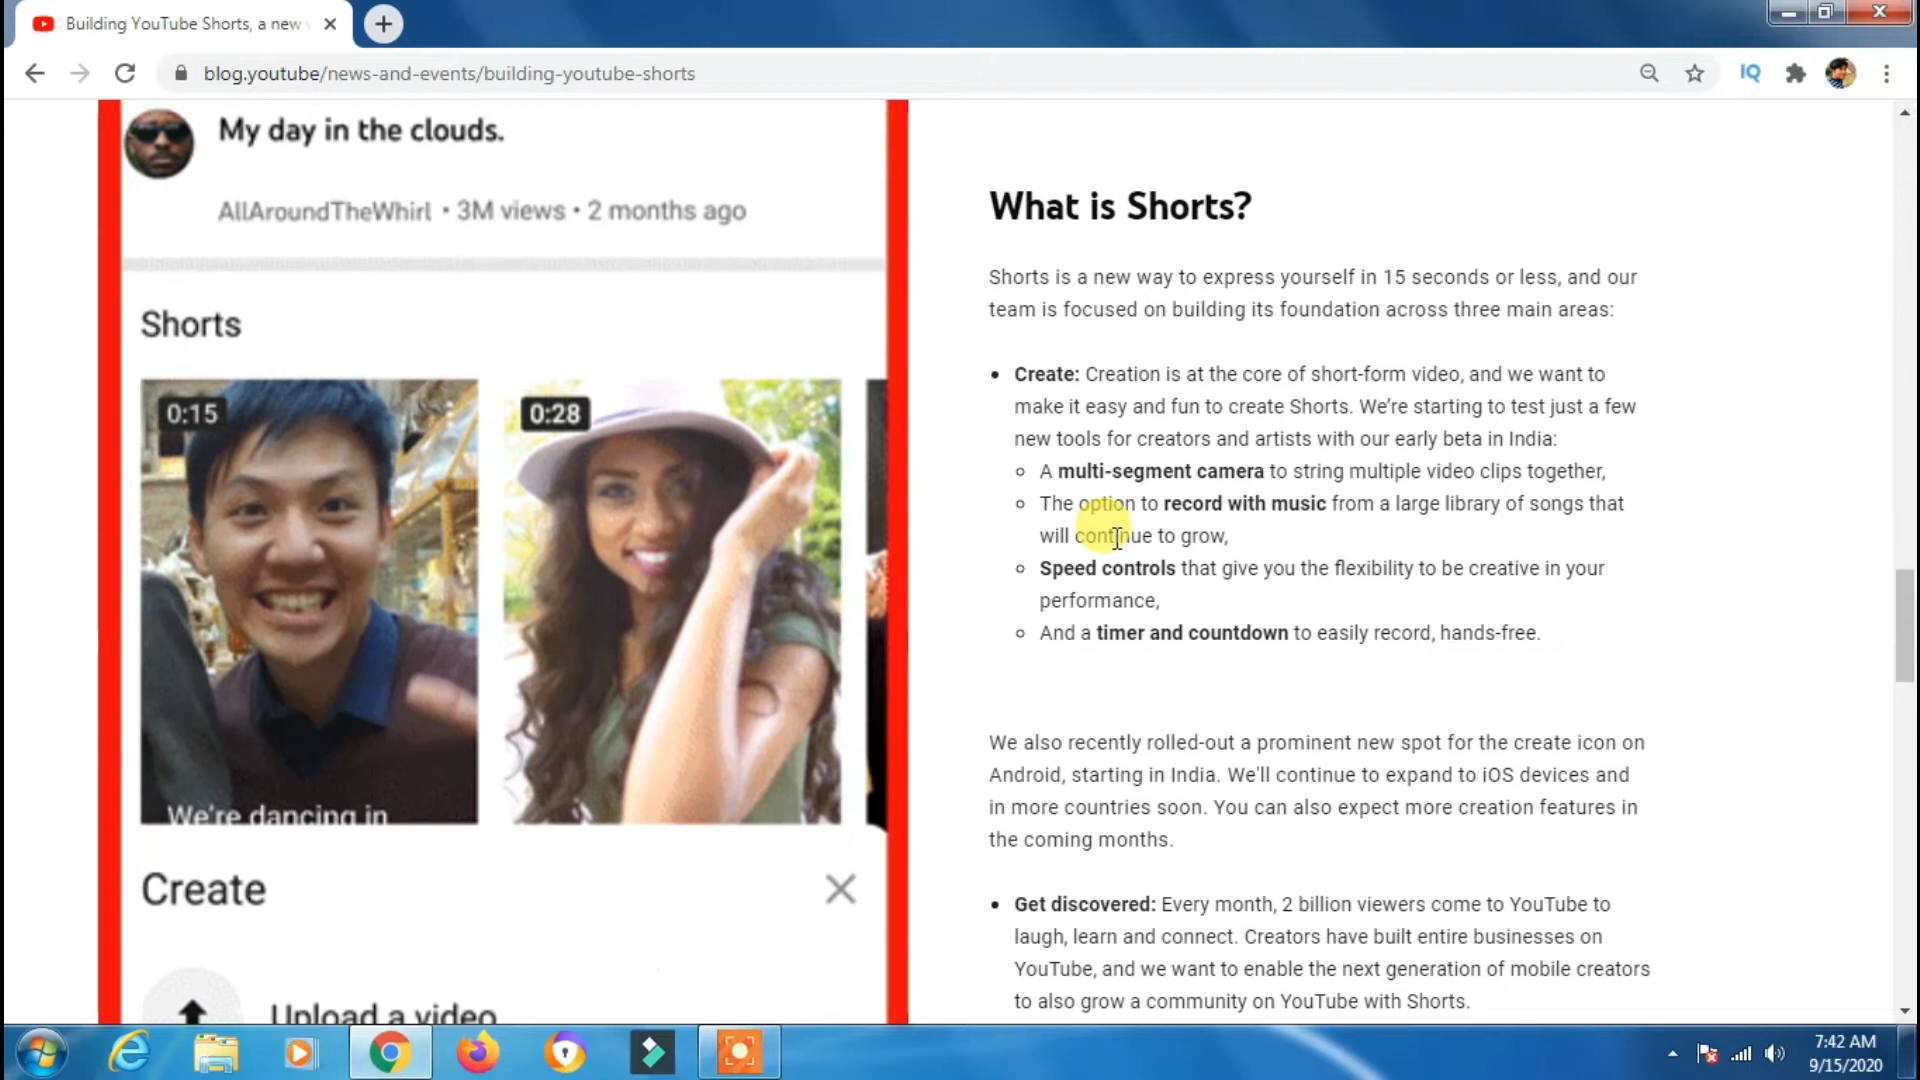 Building YouTube Shorts, a new
blog.youtube/news-and-events/building-youtube-shorts
IQ
My day in the clouds.
AllAroundTheWhirl • 3M views • 2 months ago
Shorts
0:15
0:28
We're dancing in
Create
Upload a video
What is Shorts?
Shorts is a new way to express yourself in 15 seconds or less, and our
team is focused on building its foundation across three main areas:
Create: Creation is at the core of short-form video, and we want to
make it easy and fun to create Shorts. We’re starting to test just a few
new tools for creators and artists with our early beta in India:
A multi-segment camera to string multiple video clips together,
The option to record with music from a large library of songs that
will continue to grow,
Speed controls that give you the flexibility to be creative in your
performance,
And a timer and countdown to easily record, hands-free.
We also recently rolled-out a prominent new spot for the create icon on
Android, starting in India. We'll continue to expand to iOS devices and
in more countries soon. You can also expect more creation features in
the coming months.
Get discovered: Every month, 2 billion viewers come to YouTube to
laugh, learn and connect. Creators have built entire businesses on
YouTube, and we want to enable the next generation of mobile creators
to also grow a community on YouTube with Shorts.
7:42 AM
9/15/2020